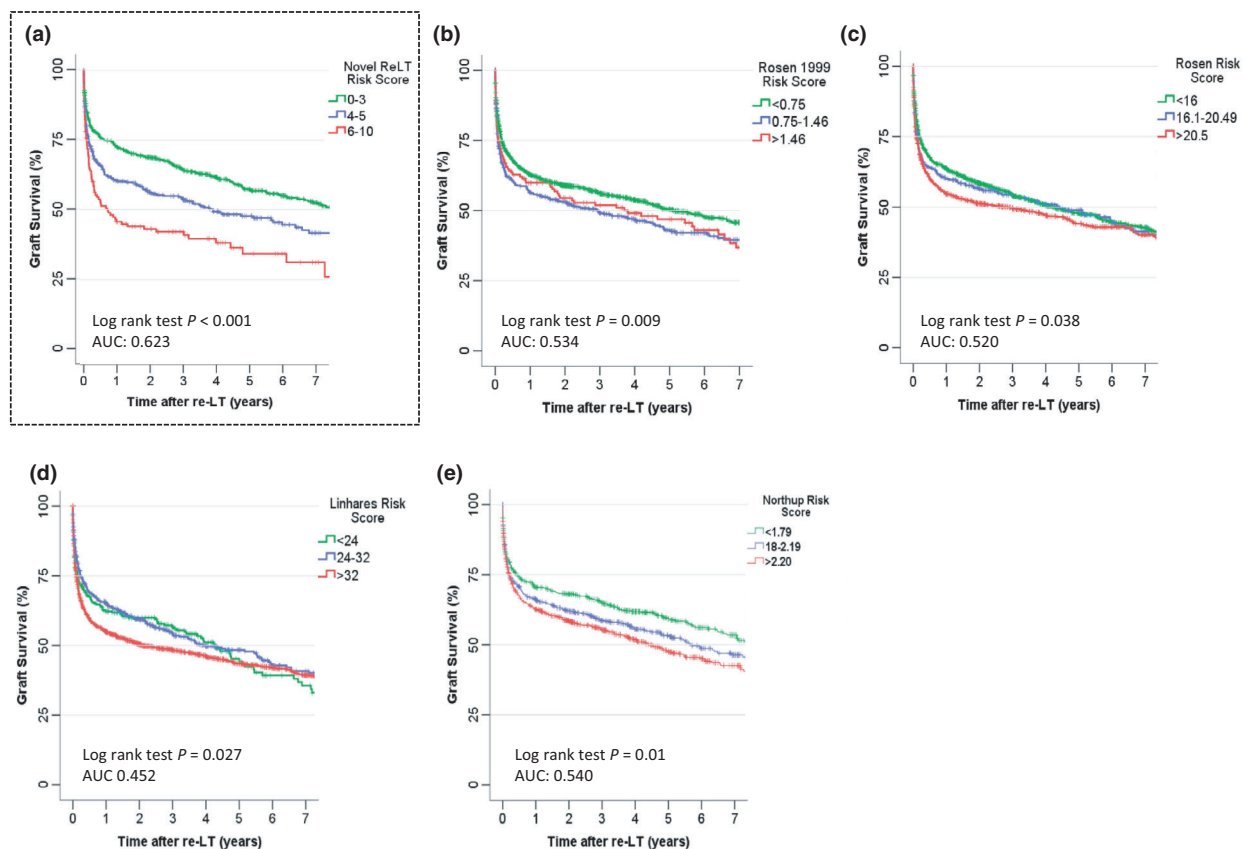 (a)
Novel ReLT
Risk Score
0-3
4-5
6-10
100
75
50
25
0
Graft Survival (%)
Log rank test P < 0.001
AUC: 0.623
0 1 2 3 4 5 6 7
Time after re-LT (years)
(b)
Rosen 1999
Risk Score
<0.75
0.75-1.46
>1.46
100
75
50
25
0
Graft Survival (%)
Log rank test P = 0.009
AUC: 0.534
0 1 2 3 4 5 6 7
Time after re-LT (years)
(c)
Rosen Risk
Score
<16
16.1-20.49
>20.5
100
75
50
25
0
Graft Survival (%)
Log rank test P = 0.038
AUC: 0.520
0 1 2 3 4 5 6 7
Time after re-LT (years)
(d)
Linhares Risk
Score
<24
24-32
>32
100
75
50
25
0
Graft Survival (%)
Log rank test P = 0.027
AUC 0.452
0 1 2 3 4 5 6 7
Time after re-LT (years)
(e)
Northup Risk
Score
<1.79
18-2.19
>2.20
100
75
50
25
0
Graft Survival (%)
Log rank test P = 0.01
AUC: 0.540
0 1 2 3 4 5 6 7
Time after re-LT (years)